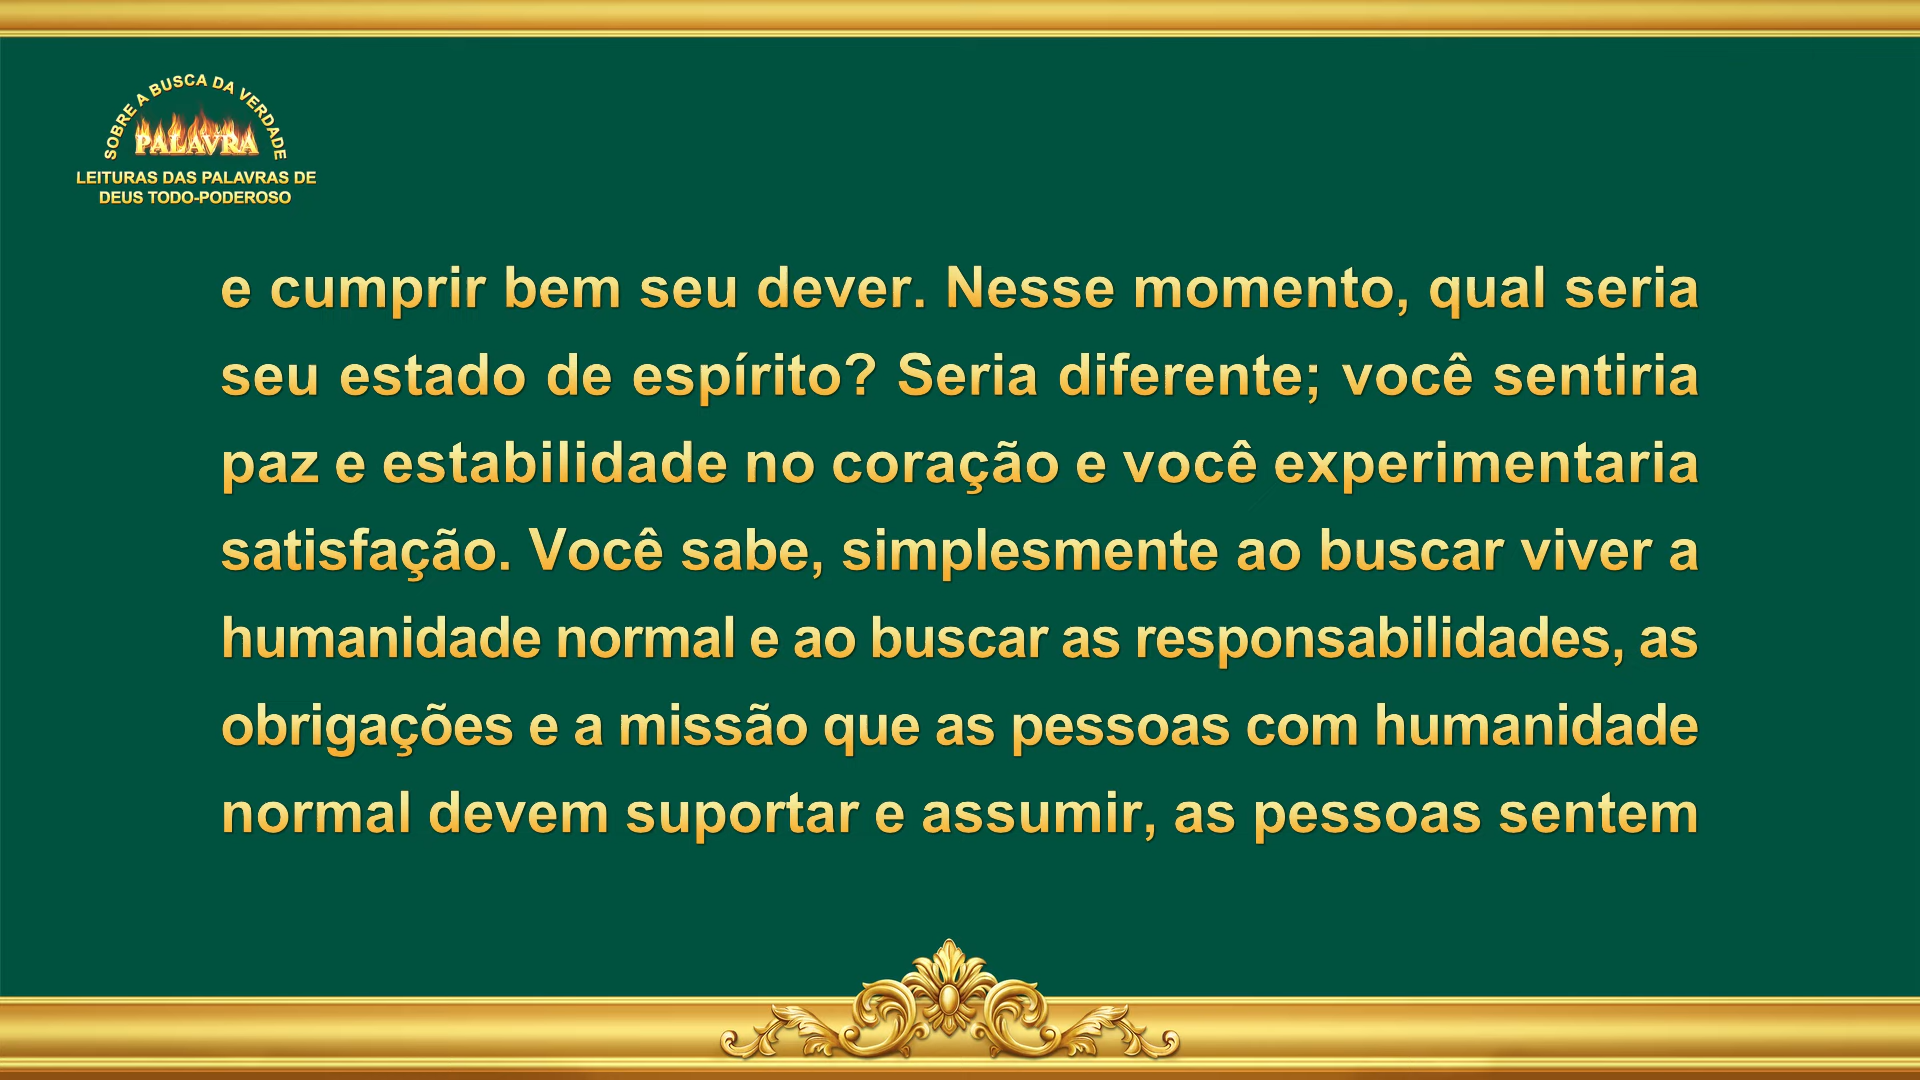 SOBRE A BUSCA DA VERDADE
PALAVRA
LEITURAS DAS PALAVRAS DE
DEUS TODO-PODEROSO
e cumprir bem seu dever. Nesse momento, qual seria
seu estado de espírito? Seria diferente; você sentiria
paz e estabilidade no coração e você experimentaria
satisfação. Você sabe, simplesmente ao buscar viver a
humanidade normal e ao buscar as responsabilidades, as
obrigações e a missão que as pessoas com humanidade
normal devem suportar e assumir, as pessoas sentem